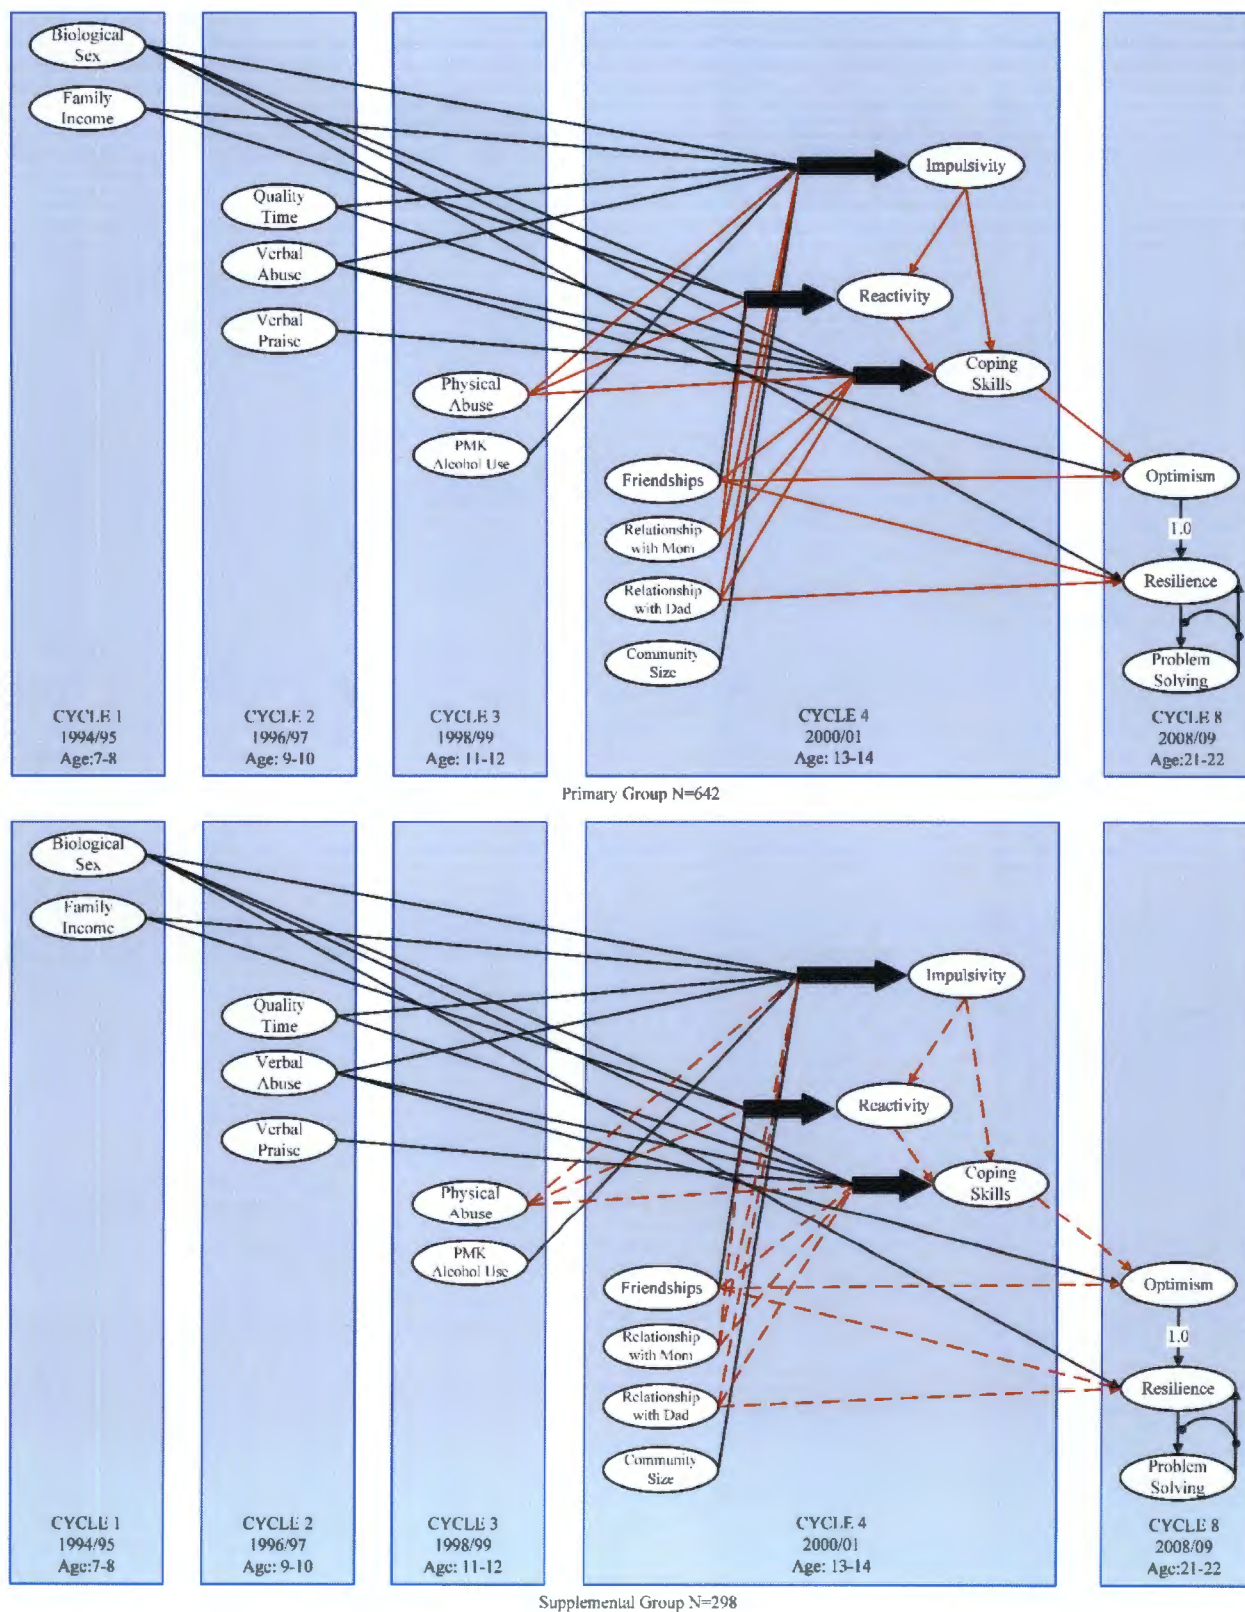 Biological
Sex
Family
Income
Quality
Time
Verbal
Abuse
Verbal
Praise
Physical
Abuse
PMK
Alcohol Use
Impulsivity
Reactivity
Coping
Skills
Friendships
Relationship
with Mom
Relationship
with Dad
Community
Size
Optimism
1.0
Resilience
Problem
Solving
CYCLE 1
1994/95
Age:7-8
CYCLE 2
1996/97
Age: 9-10
CYCLE 3
1998/99
Age: 11-12
CYCLE 4
2000/01
Age: 13-14
CYCLE 8
2008/09
Age:21-22
Primary Group N=642
Biological
Sex
Family
Income
Quality
Time
Verbal
Abuse
Verbal
Praise
Physical
Abuse
PMK
Alcohol Use
Impulsivity
Reactivity
Coping
Skills
Friendships
Relationship
with Mom
Relationship
with Dad
Community
Size
Optimism
1.0
Resilience
Problem
Solving
CYCLE 1
1994/95
Age:7-8
CYCLE 2
1996/97
Age: 9-10
CYCLE 3
1998/99
Age: 11-12
CYCLE 4
2000/01
Age: 13-14
CYCLE 8
2008/09
Age:21-22
Supplemental Group N=298